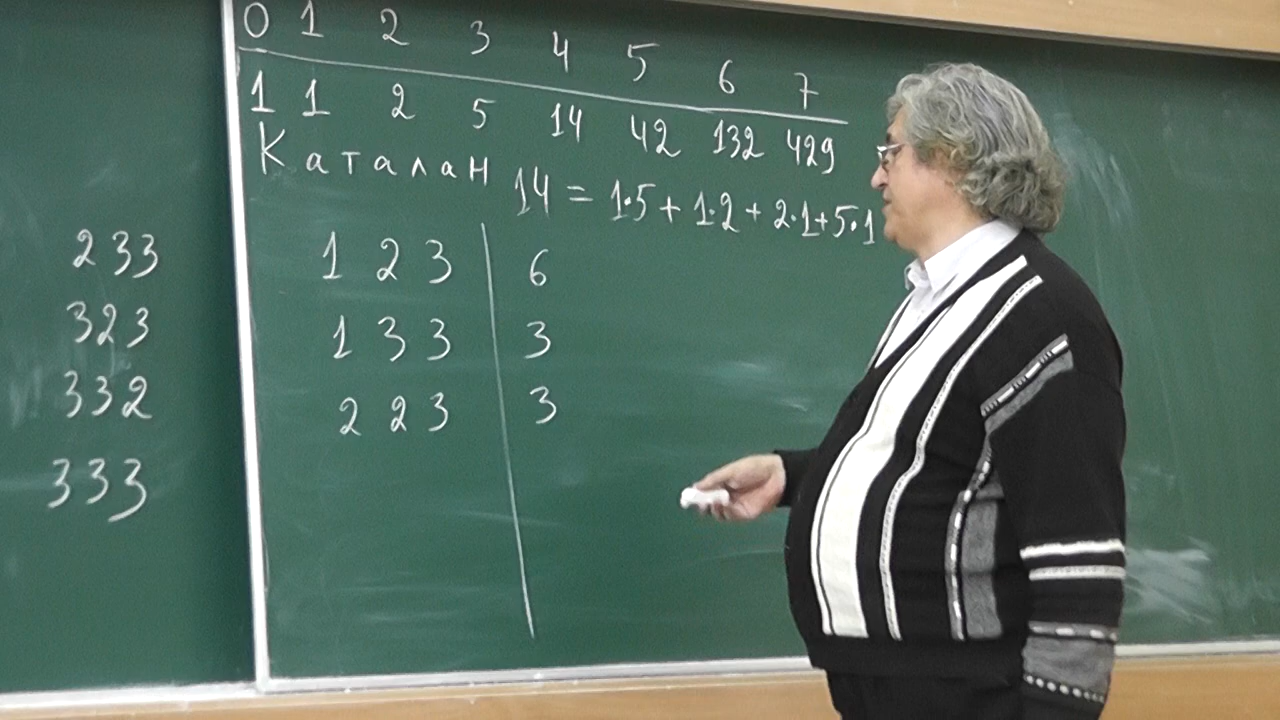 0 1 2 3 4 5 6 7
1 1 2 5 14 42 132 429
Каталан
14 = 1·5 + 1·2 + 2·1 + 5·1
1 2 3 | 6
1 3 3 | 3
2 2 3 | 3
233
323
332
333